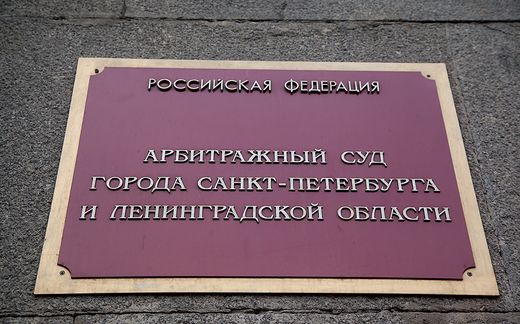 РОССИЙСКАЯ ФЕДЕРАЦИЯ
АРБИТРАЖНЫЙ СУД
ГОРОДА САНКТ-ПЕТЕРБУРГА
И ЛЕНИНГРАДСКОЙ ОБЛАСТИ